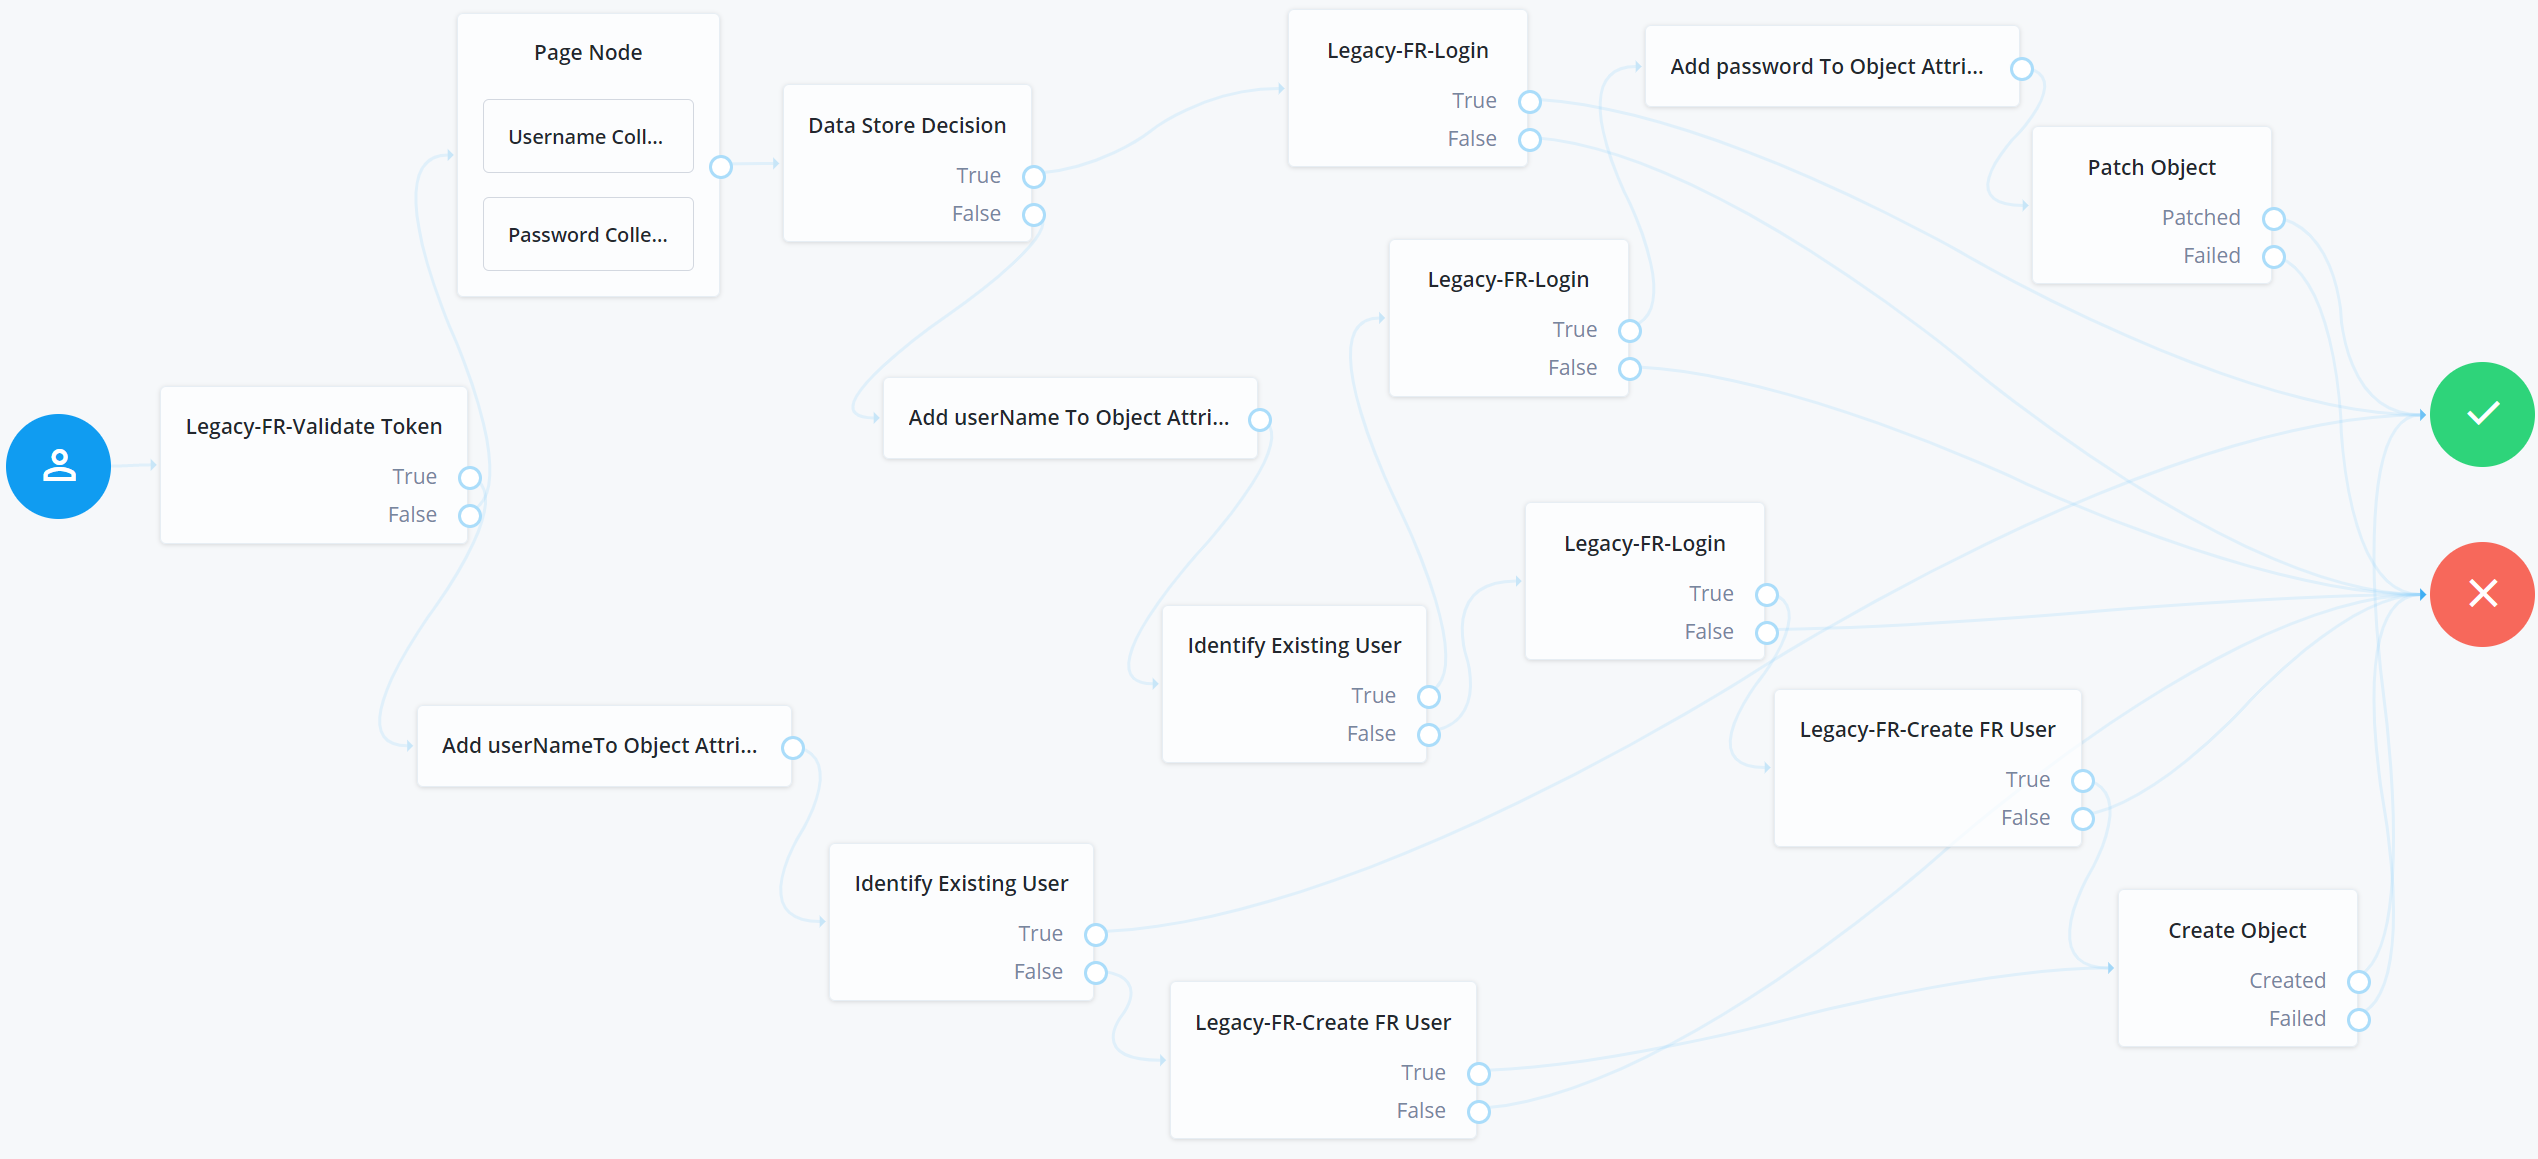 Page Node
Username Coll...
Password Colle...
Data Store Decision
True
False
Legacy-FR-Login
True
False
Add password To Object Attri...
Patch Object
Patched
Failed
Legacy-FR-Login
True
False
Legacy-FR-Validate Token
True
False
Add userName To Object Attri...
Legacy-FR-Login
True
False
Identify Existing User
True
False
Add userNameTo Object Attri...
Legacy-FR-Create FR User
True
False
Identify Existing User
True
False
Create Object
Created
Failed
Legacy-FR-Create FR User
True
False